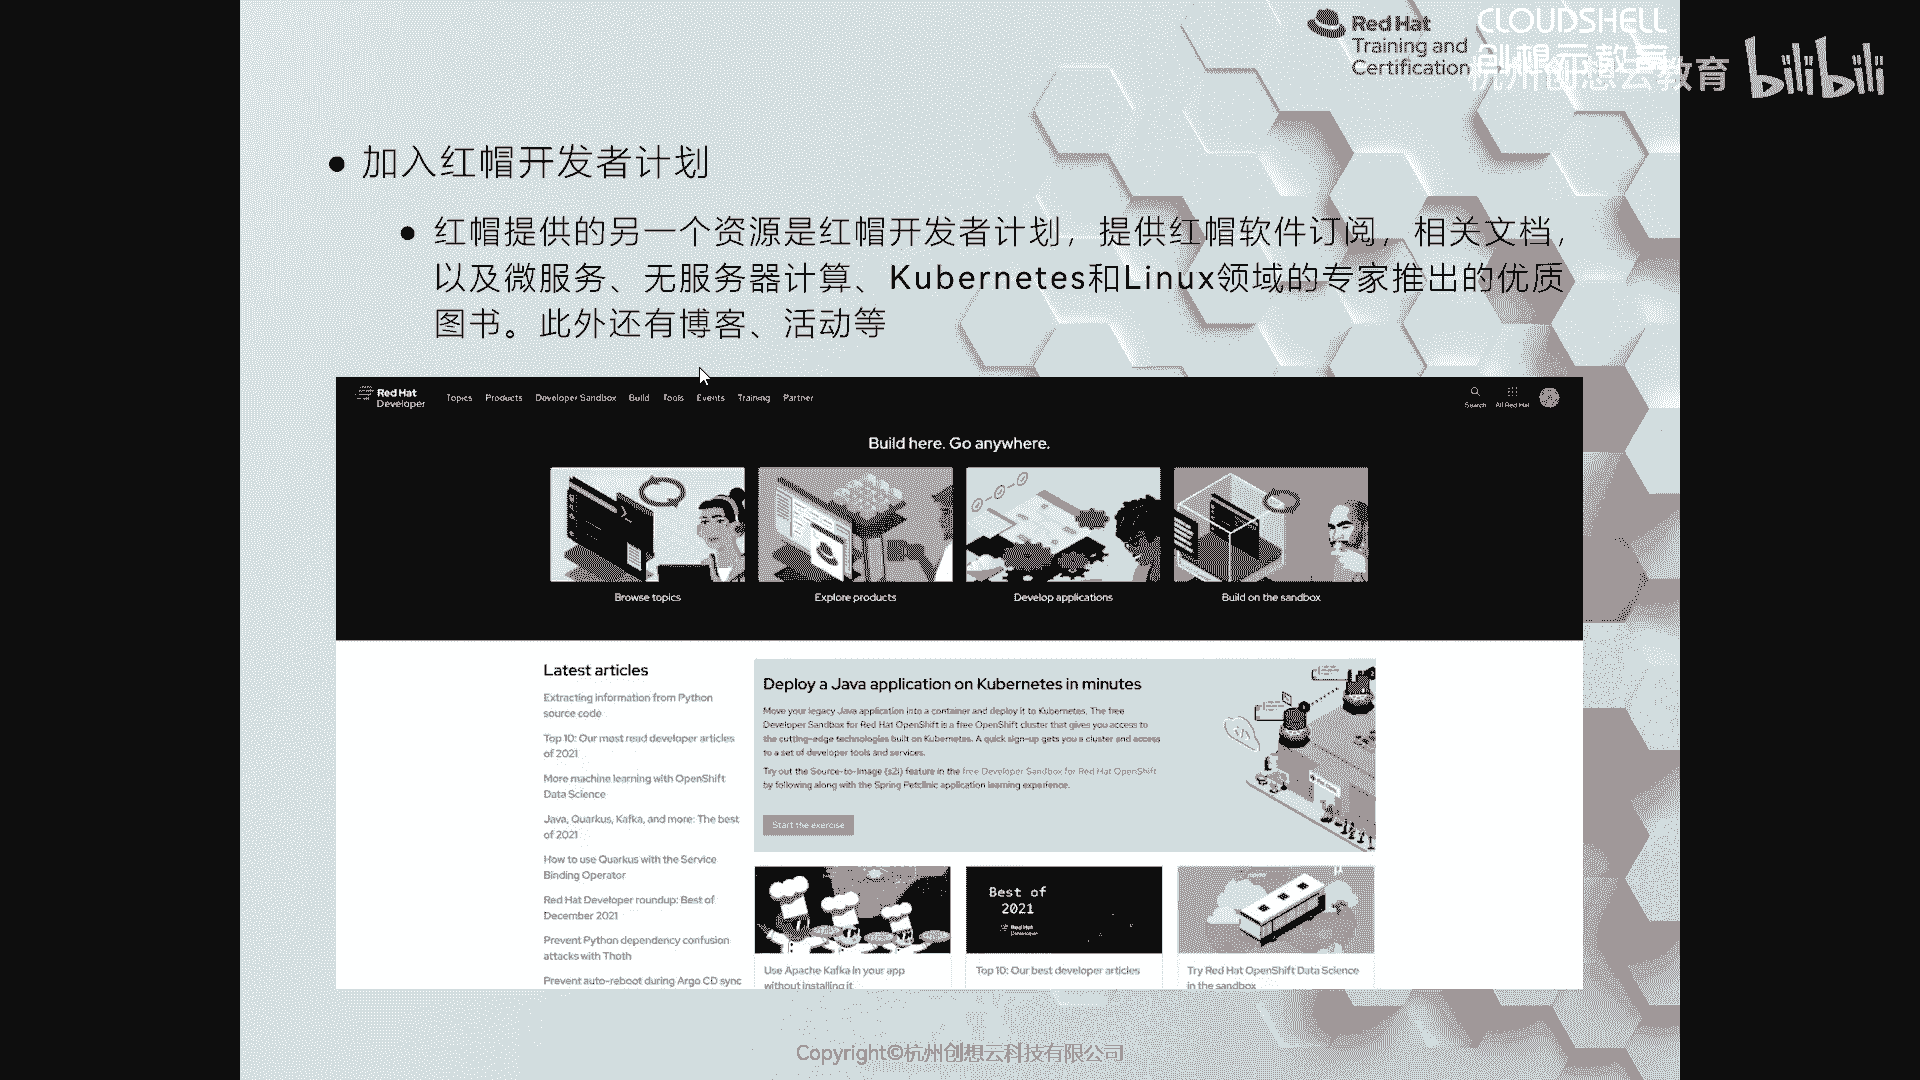 Red Hat
Training and
Certification
CLOUDSHELL
创想云教育
杭州创想云教育 bilibili
加入红帽开发者计划
红帽提供的另一个资源是红帽开发者计划，提供红帽软件订阅，相关文档，
以及微服务、无服务器计算、Kubernetes和Linux领域的专家推出的优质
图书。此外还有博客、活动等
Red Hat
Developer
Topics Products Developer Sandbox Build Tools Events Training Partner
Search All Red Hat
Build here. Go anywhere.
Browse topics
Explore products
Develop applications
Build on the sandbox
Latest articles
Extracting information from Python
source code
Top 10: Our most read developer articles
of 2021
More machine learning with OpenShift
Data Science
Java, Quarkus, Kafka, and more: The best
of 2021
How to use Quarkus with the Service
Binding Operator
Red Hat Developer roundup: Best of
December 2021
Prevent Python dependency confusion
attacks with Thoth
Prevent auto-reboot during Argo CD sync
Deploy a Java application on Kubernetes in minutes
Move your legacy Java application into a container and deploy it to Kubernetes. The free
Developer Sandbox for Red Hat OpenShift is a free OpenShift cluster that gives you access to
the cutting-edge technologies built on Kubernetes. A quick sign-up gets you a cluster and access
to a set of developer tools and services.
Try out the Source-to-Image (s2i) feature in the free Developer Sandbox for Red Hat OpenShift
by following along with the Spring Petclinic application learning experience.
Start the exercise
Use Apache Kafka in your app
without installing it
Best of
2021
Red Hat
Developer
Top 10: Our best developer articles
Try Red Hat OpenShift Data Science
in the sandbox
Copyright©杭州创想云科技有限公司